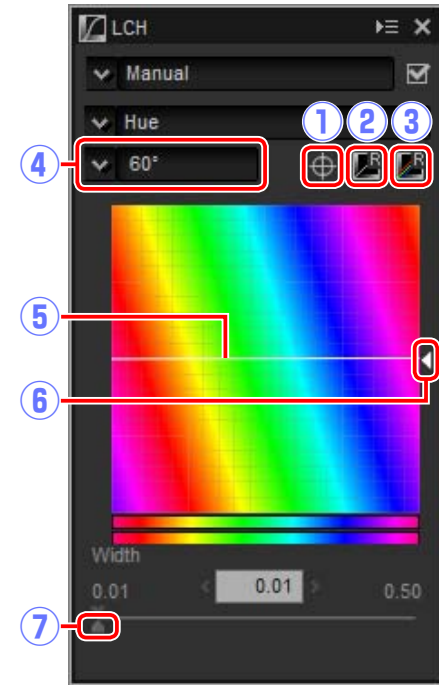 LCH
Manual
Hue
① ② ③
④ 60°
R R
⑤
⑥
Width
0.01 0.01 0.50
⑦